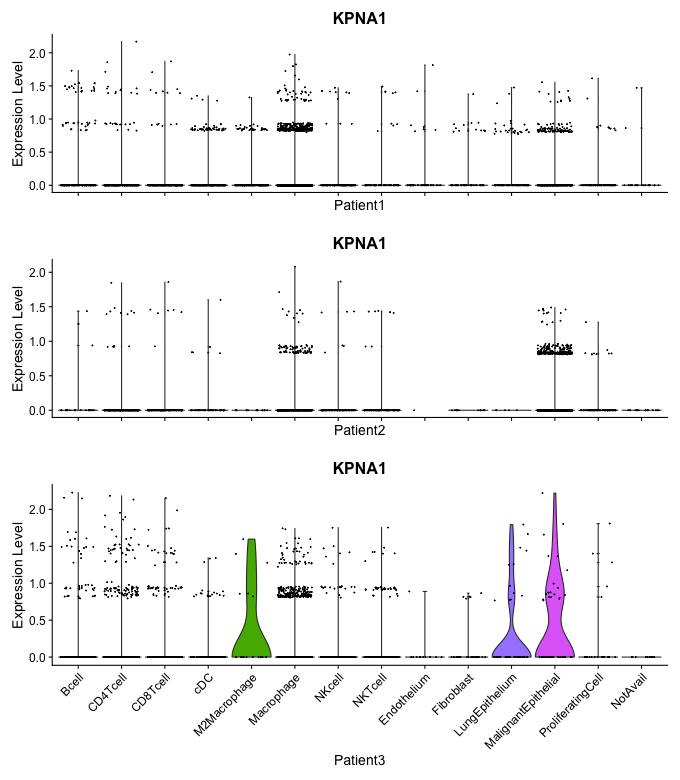 KPNA1
Expression Level
2.0
1.5
1.0
0.5
0.0
Patient1
KPNA1
Expression Level
2.0
1.5
1.0
0.5
0.0
Patient2
KPNA1
Expression Level
2.0
1.5
1.0
0.5
0.0
Bcell
CD4Tcell
CD8Tcell
cDC
M2Macrophage
Macrophage
NKcell
NKTcell
Endothelium
Fibroblast
LungEpithelium
MalignantEpithelial
ProliferatingCell
NotAvail
Patient3